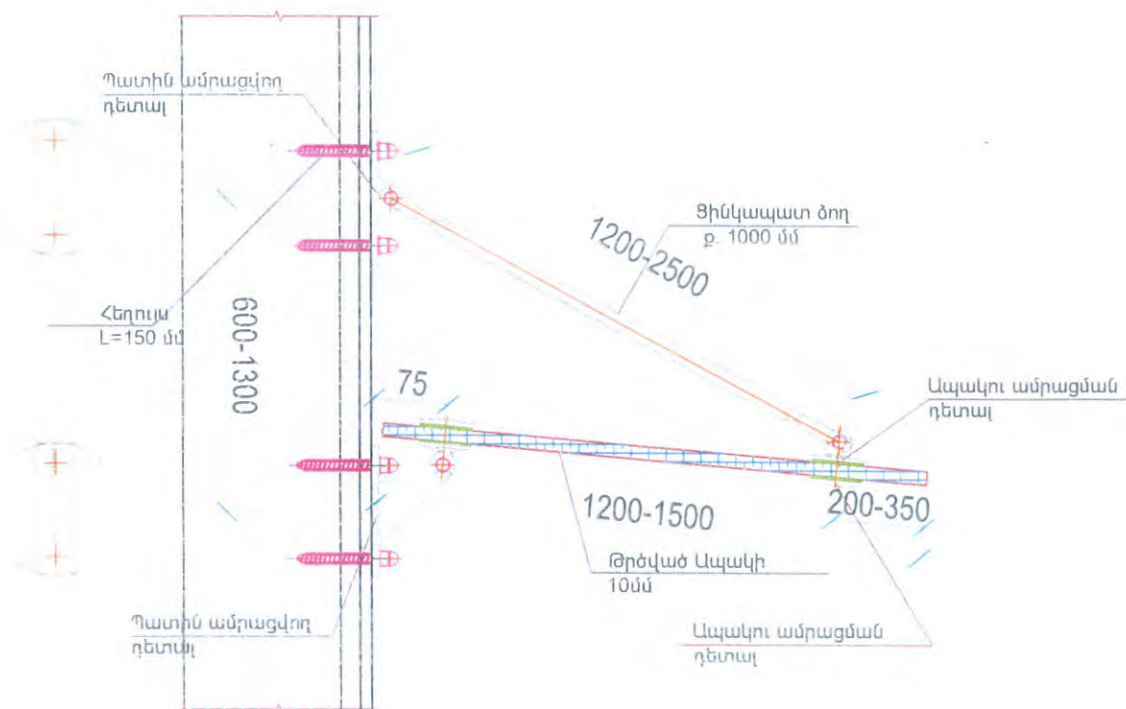 Պատին ամրացվող
դետալ
Ցինկապատ ձող
ք. 1000 մմ
1200-2500
Հեղույս
L=150 մմ
600-1300
75
Ապակու ամրացման
դետալ
1200-1500
200-350
Թրծված Ապակի
10մմ
Պատին ամրացվող
դետալ
Ապակու ամրացման
դետալ